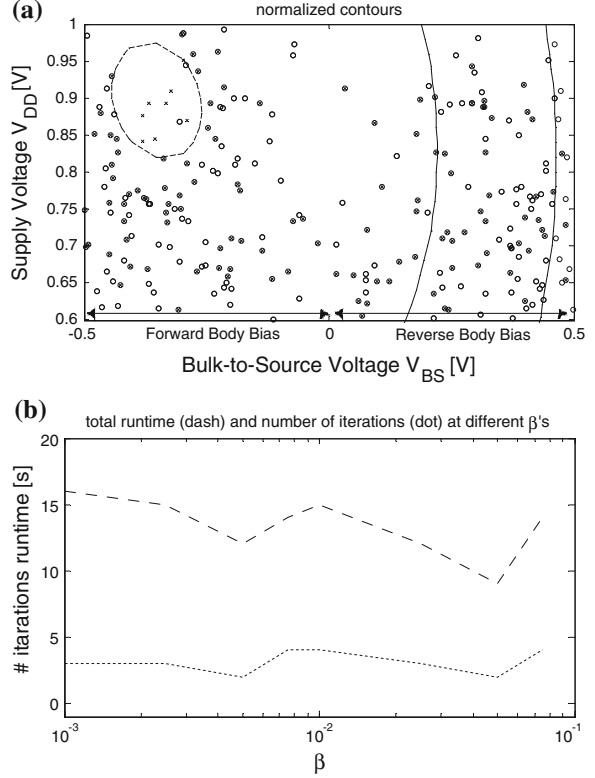 (a)
normalized contours
Supply Voltage V_DD [V]
1
0.95
0.9
0.85
0.8
0.75
0.7
0.65
0.6
-0.5
0
0.5
Forward Body Bias
Reverse Body Bias
Bulk-to-Source Voltage V_BS [V]
(b)
total runtime (dash) and number of iterations (dot) at different β's
# itarations runtime [s]
20
15
10
5
0
10^-3
10^-2
10^-1
β